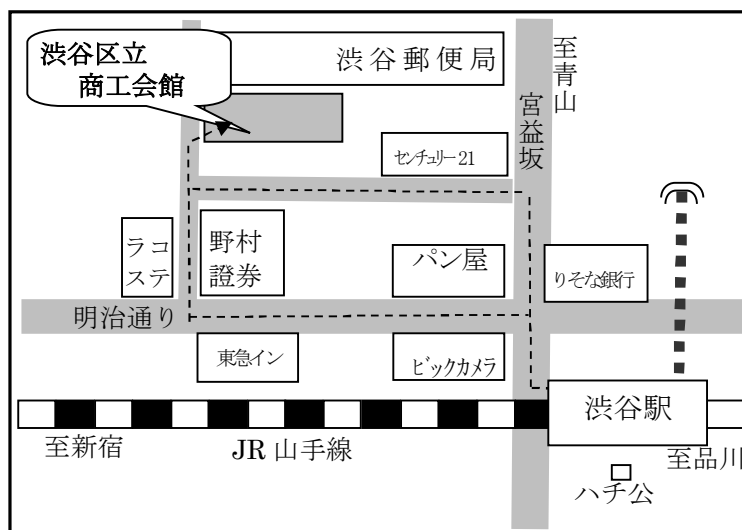 渋谷区立
商工会館
渋谷郵便局
至青山
宮益坂
センチュリー21
ラコ
ステ
野村
證券
パン屋
りそな銀行
明治通り
東急イン
ビックカメラ
渋谷駅
至新宿
JR 山手線
至品川
ハチ公